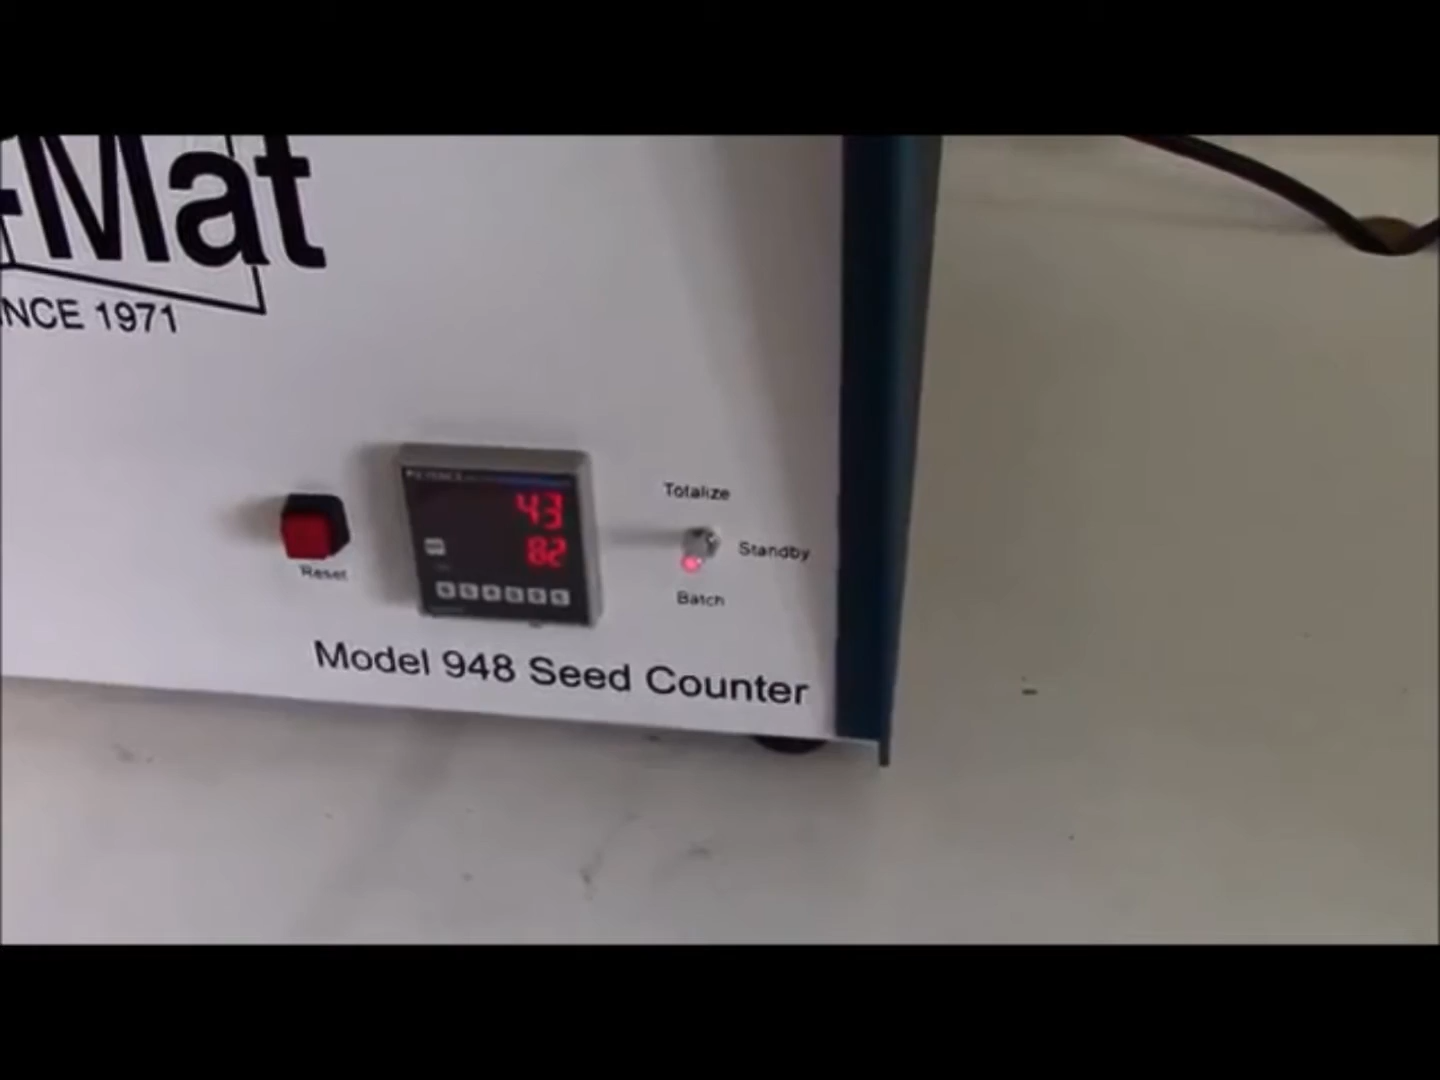 -Mat
NCE 1971
43
82
Totalize
Standby
Batch
Reset
Model 948 Seed Counter